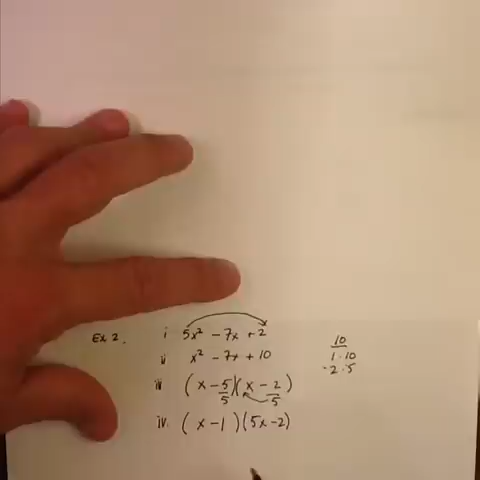 Ex 2. i 5x² - 7x + 2
ii x² - 7x + 10
iii (x - 5/5)(x - 2/5)
iv. (x - 1)(5x - 2)
10
1·10
-2·5